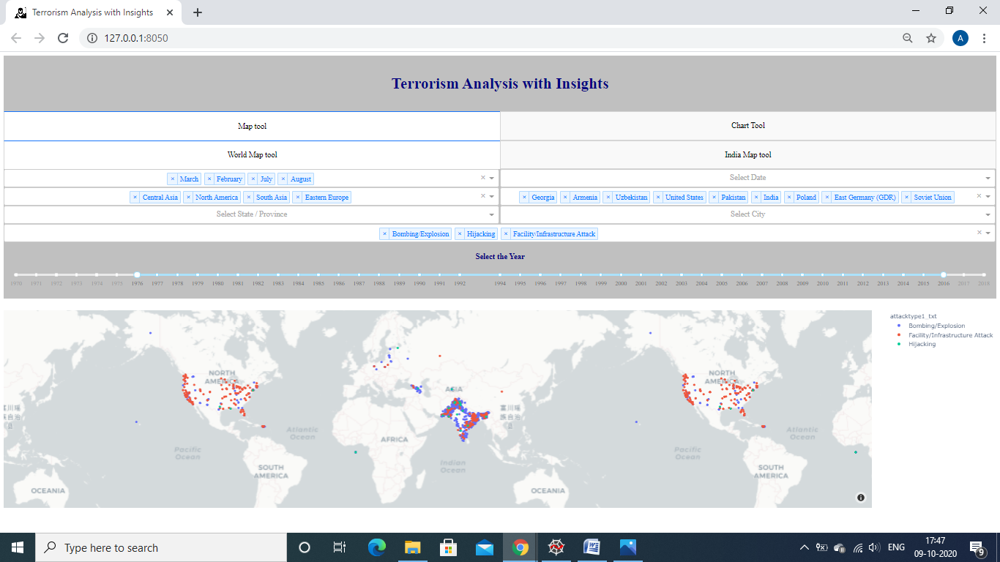 Terrorism Analysis with Insights
127.0.0.1:8050
A
Terrorism Analysis with Insights
Map tool
Chart Tool
World Map tool
India Map tool
× March × February × July × August ×
Select Date
× Central Asia × North America × South Asia × Eastern Europe ×
× Georgia × Armenia × Uzbekistan × United States × Pakistan × India × Poland × East Germany (GDR) × Soviet Union ×
Select State / Province
Select City
× Bombing/Explosion × Hijacking × Facility/Infrastructure Attack ×
Select the Year
1970 1971 1972 1973 1974 1975 1976 1977 1978 1979 1980 1981 1982 1983 1984 1985 1986 1987 1988 1989 1990 1991 1992 1994 1995 1996 1997 1998 1999 2000 2001 2002 2003 2004 2005 2006 2007 2008 2009 2010 2011 2012 2013 2014 2015 2016 2017 2018
attacktype1_txt
Bombing/Explosion
Facility/Infrastructure Attack
Hijacking
NORTH
AMERICA
ASIA
NORTH
AMERICA
Atlantic
Ocean
Atlantic
Ocean
AFRICA
Pacific
Ocean
Pacific
Ocean
Indian
Ocean
SOUTH
AMERICA
SOUTH
AMERICA
OCEANIA
OCEANIA
Type here to search
ENG
17:47
09-10-2020
9